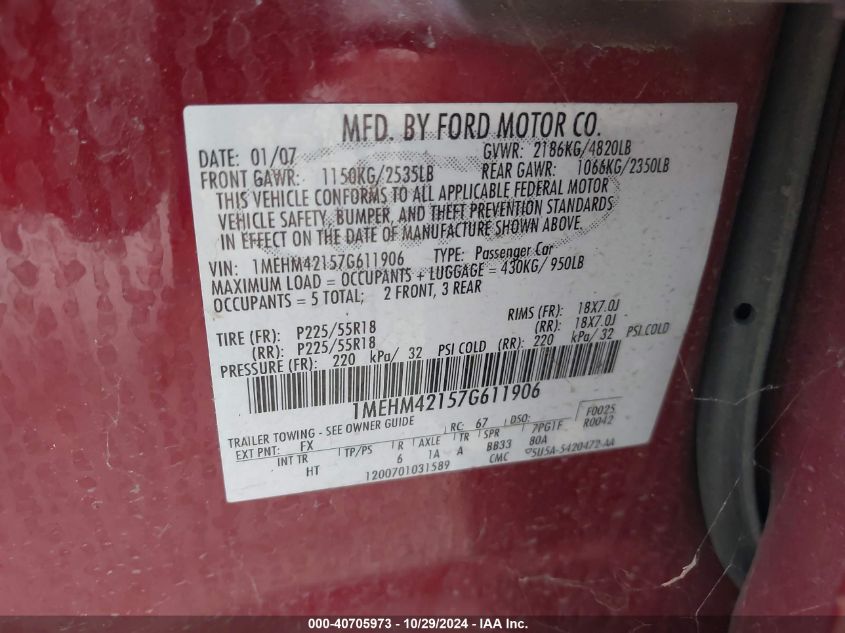 MFD. BY FORD MOTOR CO.
DATE: 01/07 GVWR: 2186KG/4820LB
FRONT GAWR: 1150KG/2535LB REAR GAWR: 1066KG/2350LB
THIS VEHICLE CONFORMS TO ALL APPLICABLE FEDERAL MOTOR
VEHICLE SAFETY, BUMPER, AND THEFT PREVENTION STANDARDS
IN EFFECT ON THE DATE OF MANUFACTURE SHOWN ABOVE.
VIN: 1MEHM42157G611906 TYPE: Passenger Car
MAXIMUM LOAD = OCCUPANTS + LUGGAGE = 430KG/ 950LB
OCCUPANTS = 5 TOTAL; 2 FRONT, 3 REAR
TIRE (FR): P225/55R18 RIMS (FR): 18X7.0J
(RR): P225/55R18 (RR): 18X7.0J
PRESSURE (FR): 220 kPa/ 32 PSI COLD (RR): 220 kPa/ 32 PSI COLD
1MEHM42157G611906
TRAILER TOWING - SEE OWNER GUIDE
EXT PNT: FX RC: 67 DSO: F0025
INT TR TP/PS R AXLE TR SPR 7PG1F R0042
HT 6 1A A BB33 80A
1200701031589 CMC 5U5A-5420472-AA
000-40705973 - 10/29/2024 - IAA Inc.